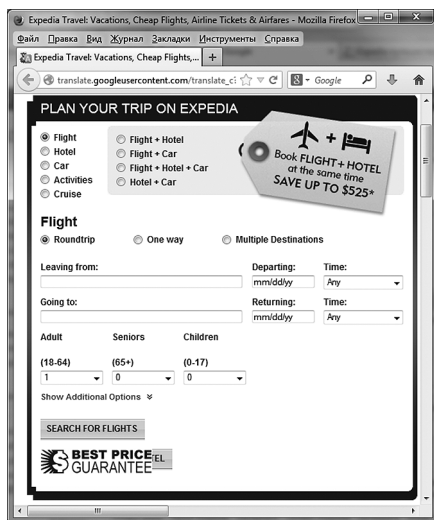 Expedia Travel: Vacations, Cheap Flights, Airline Tickets & Airfares - Mozilla Firefox
Файл Правка Вид Журнал Закладки Инструменты Справка
Expedia Travel: Vacations, Cheap Flights,... +
translate.googleusercontent.com/translate_c Google
PLAN YOUR TRIP ON EXPEDIA
Flight
Hotel
Car
Activities
Cruise
Flight + Hotel
Flight + Car
Flight + Hotel + Car
Hotel + Car
+
Book FLIGHT + HOTEL
at the same time
SAVE UP TO $525*
Flight
Roundtrip One way Multiple Destinations
Leaving from: Departing: Time:
mm/dd/yy Any
Going to: Returning: Time:
mm/dd/yy Any
Adult Seniors Children
(18-64) (65+) (0-17)
1 0 0
Show Additional Options
SEARCH FOR FLIGHTS
BEST PRICE
GUARANTEE